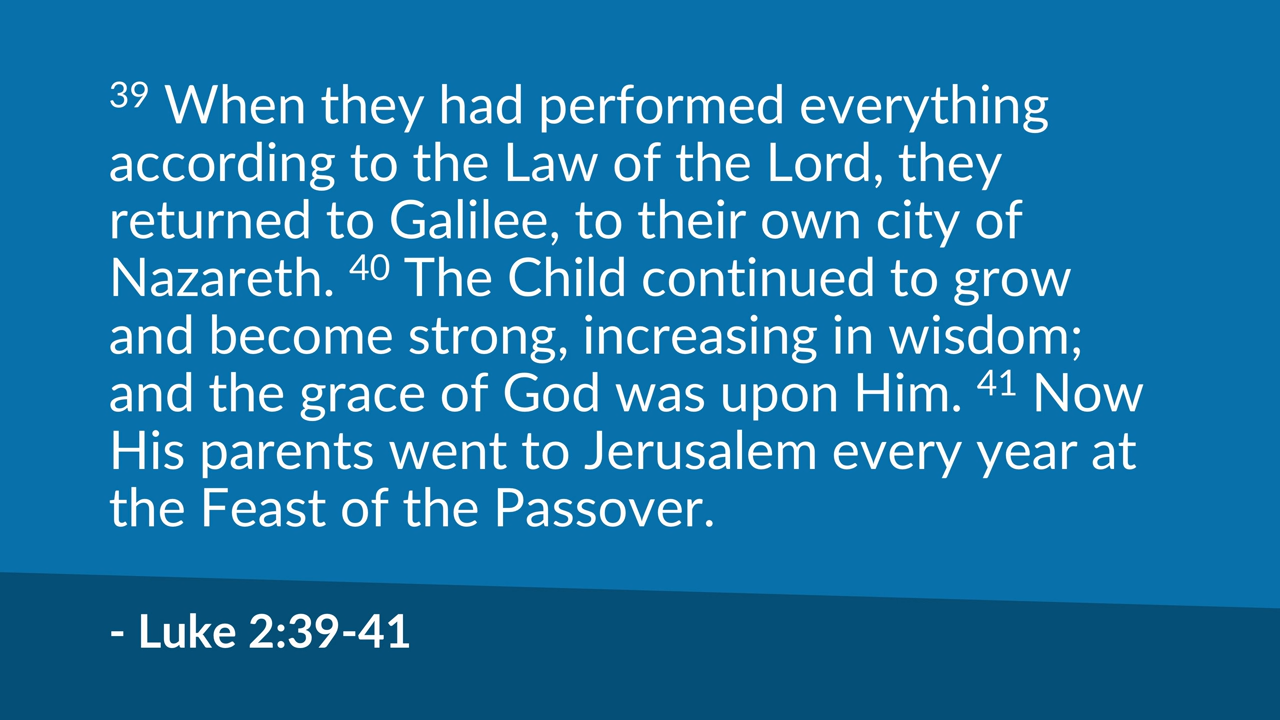 39 When they had performed everything
according to the Law of the Lord, they
returned to Galilee, to their own city of
Nazareth. 40 The Child continued to grow
and become strong, increasing in wisdom;
and the grace of God was upon Him. 41 Now
His parents went to Jerusalem every year at
the Feast of the Passover.
- Luke 2:39-41